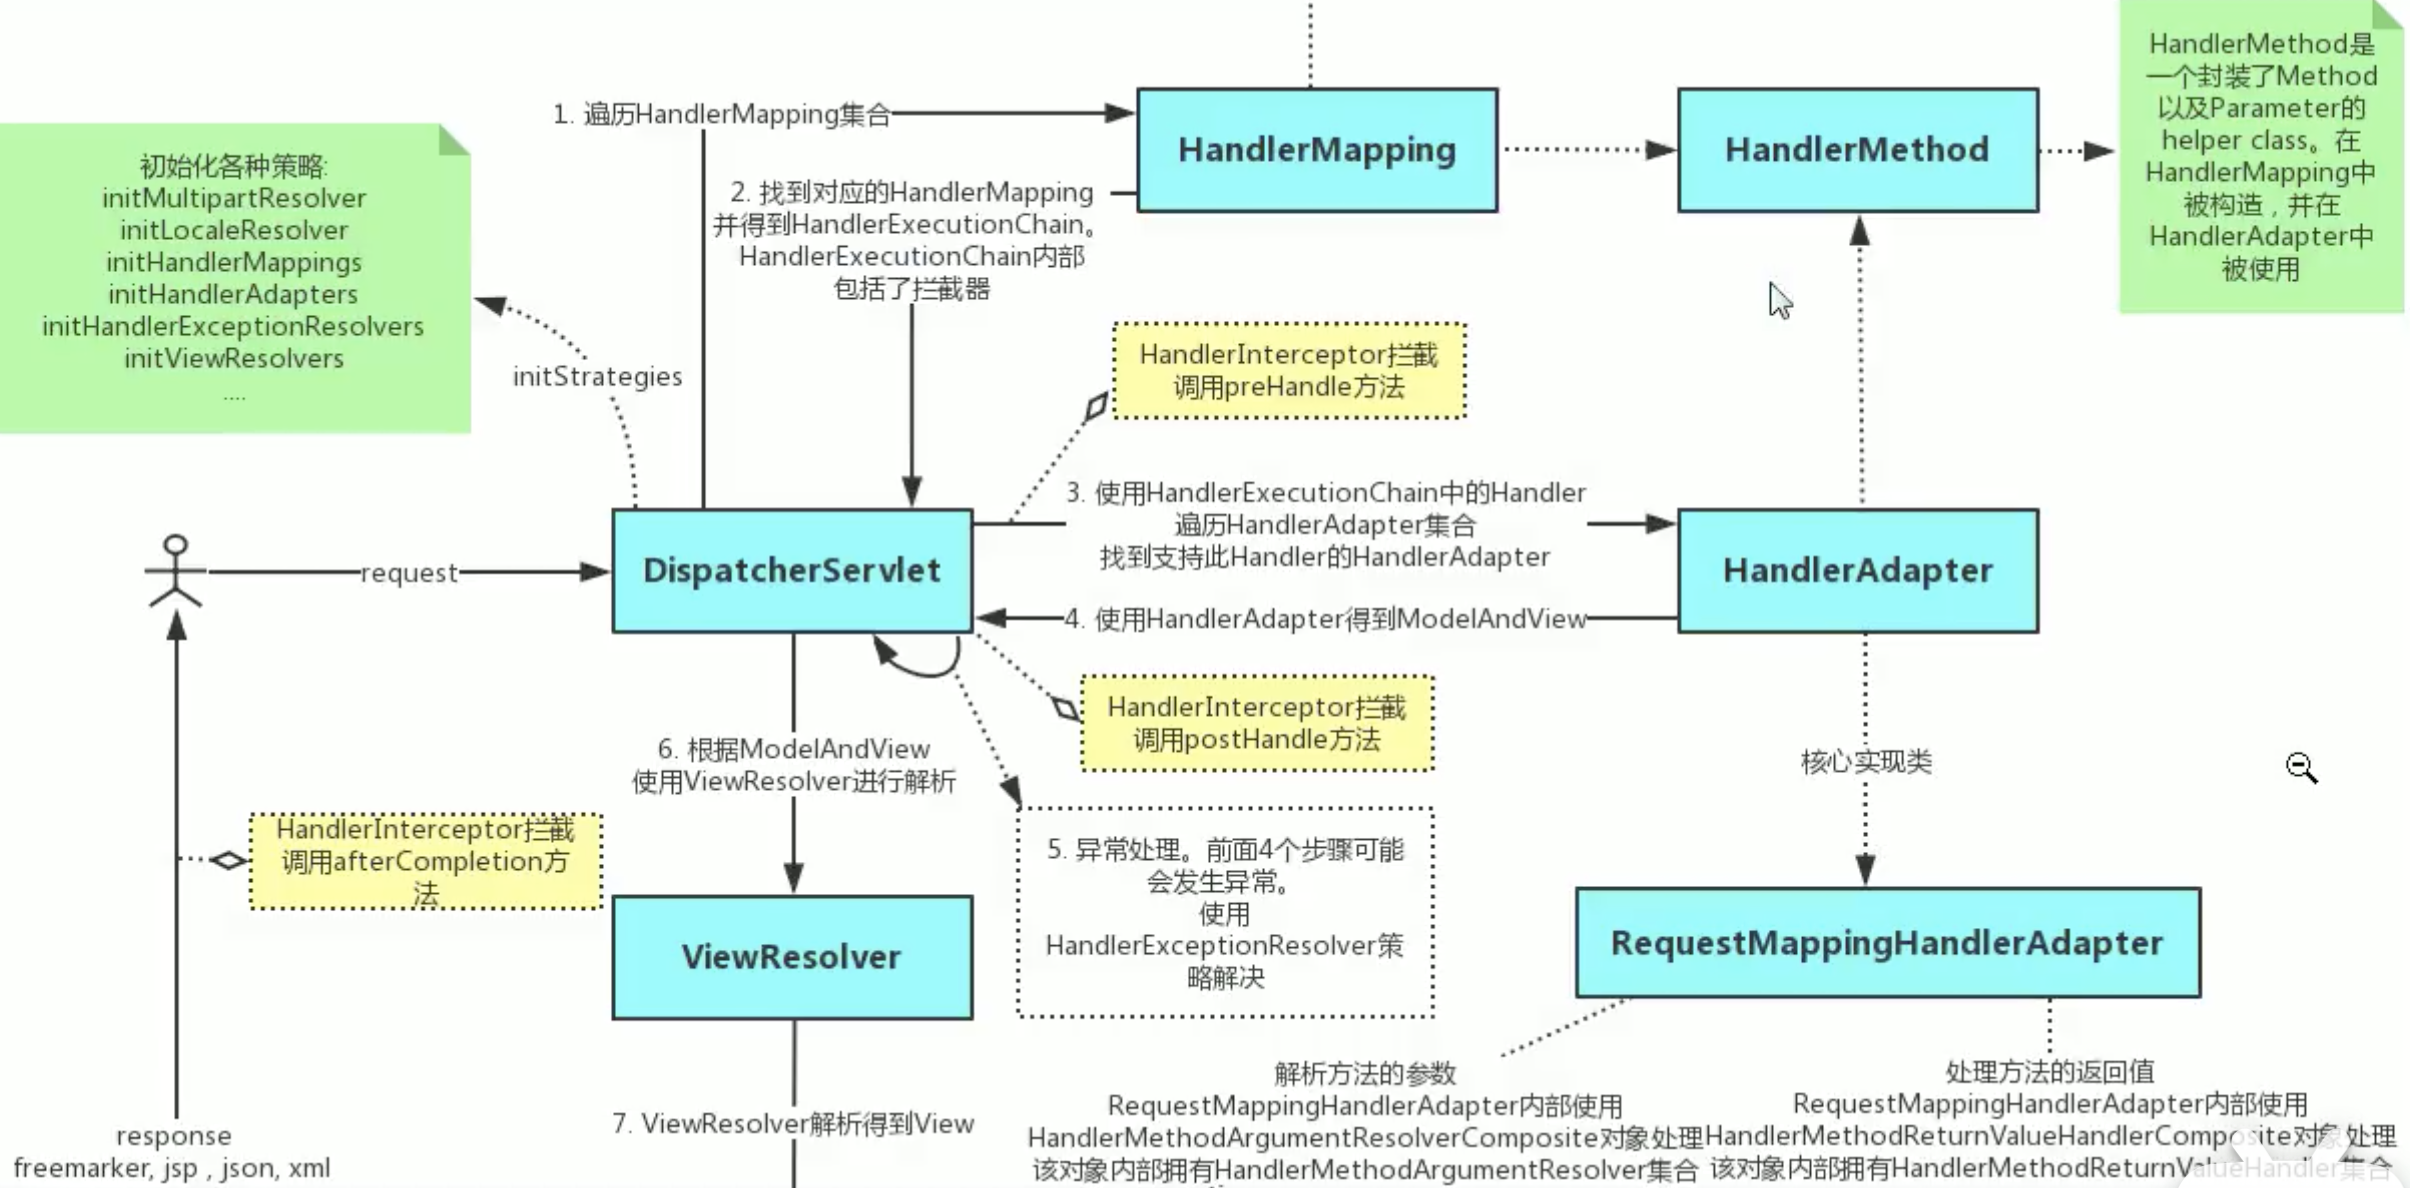 1. 遍历HandlerMapping集合
HandlerMapping
HandlerMethod
HandlerMethod是
一个封装了Method
以及Parameter的
helper class。在
HandlerMapping中
被构造，并在
HandlerAdapter中
被使用
初始化各种策略:
initMultipartResolver
initLocaleResolver
initHandlerMappings
initHandlerAdapters
initHandlerExceptionResolvers
initViewResolvers
....
2. 找到对应的HandlerMapping
并得到HandlerExecutionChain。
HandlerExecutionChain内部
包括了拦截器
initStrategies
HandlerInterceptor拦截
调用preHandle方法
request
DispatcherServlet
3. 使用HandlerExecutionChain中的Handler
遍历HandlerAdapter集合
找到支持此Handler的HandlerAdapter
HandlerAdapter
4. 使用HandlerAdapter得到ModelAndView
HandlerInterceptor拦截
调用postHandle方法
6. 根据ModelAndView
使用ViewResolver进行解析
核心实现类
HandlerInterceptor拦截
调用afterCompletion方
法
5. 异常处理。前面4个步骤可能
会发生异常。
使用
HandlerExceptionResolver策
略解决
ViewResolver
RequestMappingHandlerAdapter
7. ViewResolver解析得到View
response
freemarker, jsp , json, xml
解析方法的参数
RequestMappingHandlerAdapter内部使用
HandlerMethodArgumentResolverComposite对象处理
该对象内部拥有HandlerMethodArgumentResolver集合
处理方法的返回值
RequestMappingHandlerAdapter内部使用
HandlerMethodReturnValueHandlerComposite对象处理
该对象内部拥有HandlerMethodReturnValueHandler集合